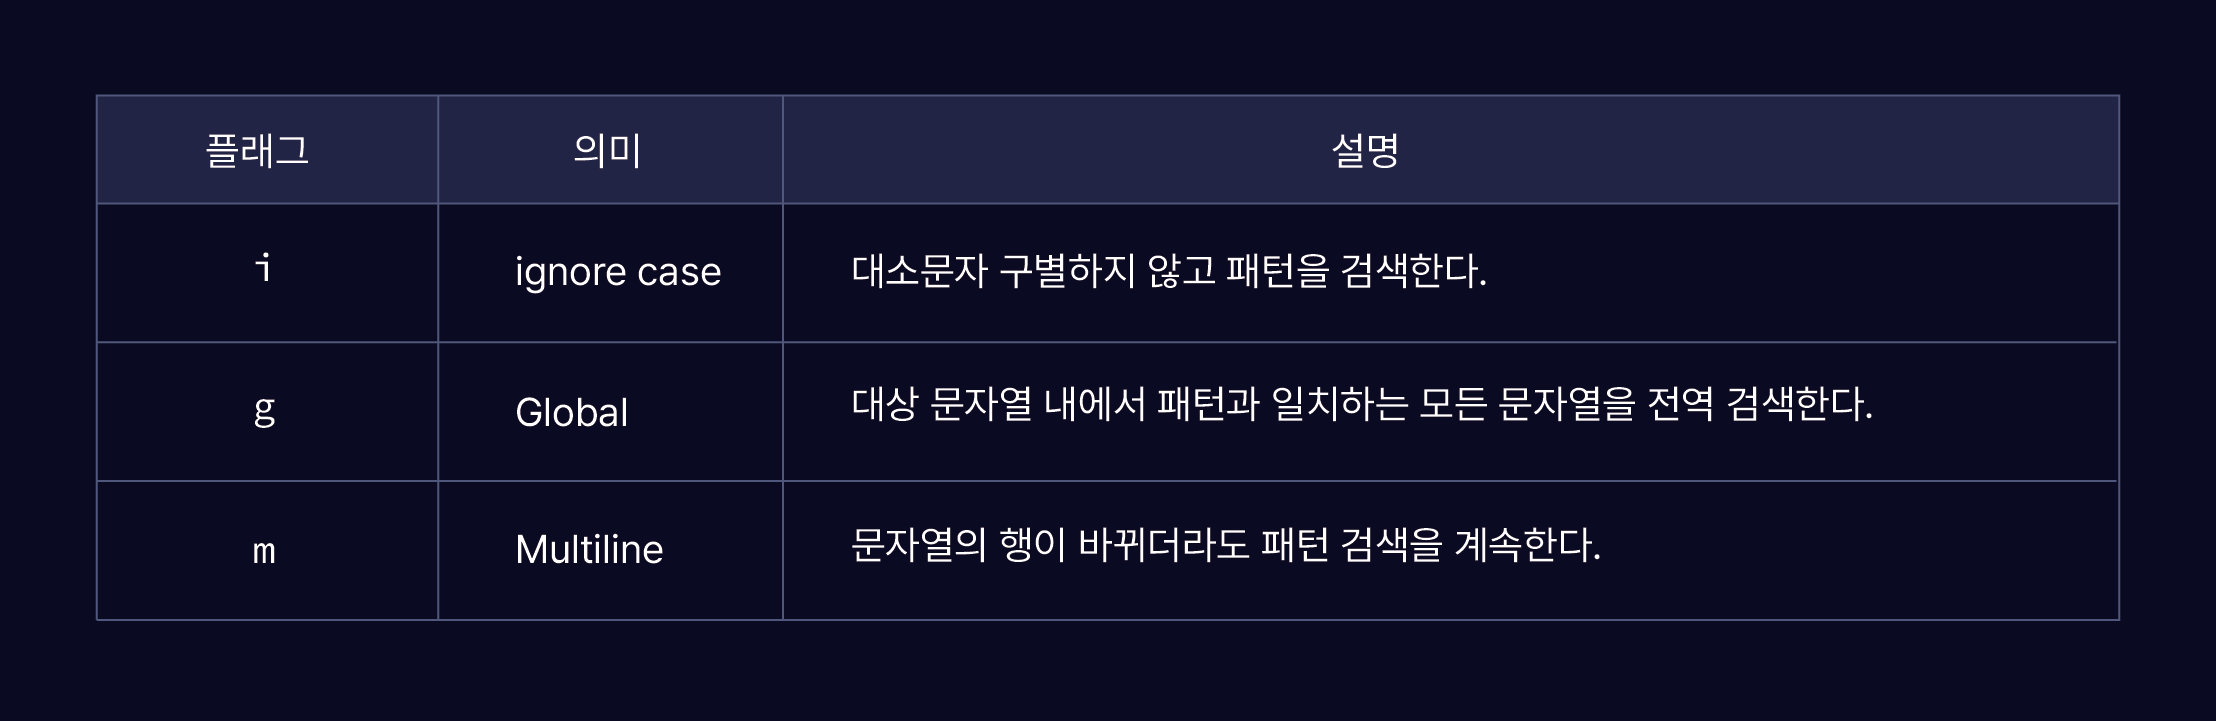 플래그 의미 설명
i ignore case 대소문자 구별하지 않고 패턴을 검색한다.
g Global 대상 문자열 내에서 패턴과 일치하는 모든 문자열을 전역 검색한다.
m Multiline 문자열의 행이 바뀌더라도 패턴 검색을 계속한다.